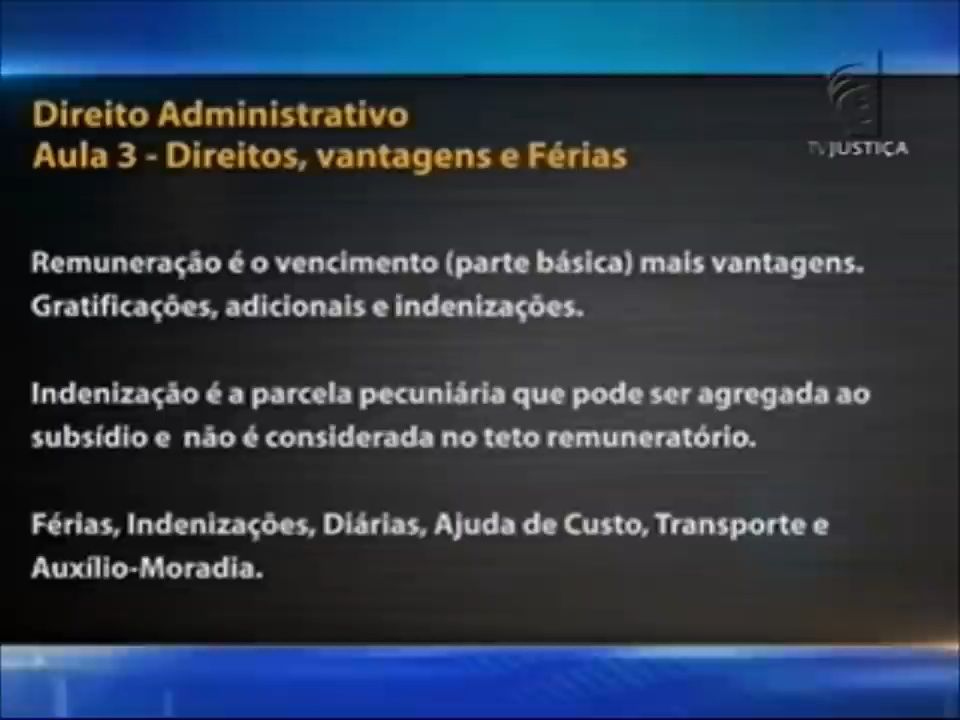 Direito Administrativo
Aula 3 - Direitos, vantagens e Férias
TV JUSTIÇA
Remuneração é o vencimento (parte básica) mais vantagens.
Gratificações, adicionais e indenizações.
Indenização é a parcela pecuniária que pode ser agregada ao
subsídio e não é considerada no teto remuneratório.
Férias, Indenizações, Diárias, Ajuda de Custo, Transporte e
Auxílio-Moradia.